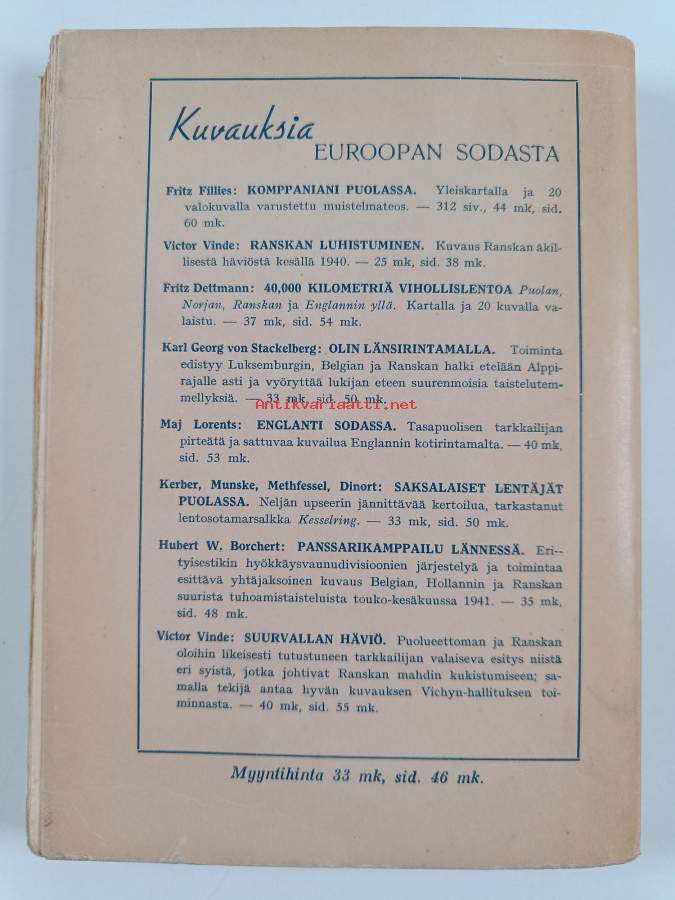 Kuvauksia
EUROOPAN SODASTA
Fritz Fillies: KOMPPANIANI PUOLASSA. Yleiskartalla ja 20
valokuvalla varustettu muistelmateos. — 312 siv., 44 mk, sid.
60 mk.
Victor Vinde: RANSKAN LUHISTUMINEN. Kuvaus Ranskan äkil-
lisestä häviöstä kesällä 1940. — 25 mk, sid. 38 mk.
Fritz Dettmann: 40,000 KILOMETRIÄ VIHOLLISLENTOA Puolan,
Norjan, Ranskan ja Englannin yllä. Kartalla ja 20 kuvalla va-
laistu. — 37 mk, sid. 54 mk.
Karl Georg von Stackelberg: OLIN LÄNSIRINTAMALLA. Toiminta
edistyy Luksemburgin, Belgian ja Ranskan halki etelään Alppi-
rajalle asti ja vyöryttää lukijan eteen suurenmoisia taistelutem-
mellyksiä. — 33 mk, sid. 50 mk.
Antikvariaatti.net
Maj Lorents: ENGLANTI SODASSA. Tasapuolisen tarkkailijan
pirteätä ja sattuvaa kuvailua Englannin kotirintamalta. — 40 mk,
sid. 53 mk.
Kerber, Munske, Methfessel, Dinort: SAKSALAISET LENTÄJÄT
PUOLASSA. Neljän upseerin jännittävää kertoilua, tarkastanut
lentosotamarsalkka Kesselring. — 33 mk, sid. 50 mk.
Hubert W. Borchert: PANSSARIKAMPPAILU LÄNNESSÄ. Eri--
tyisestikin hyökkäysvaunudivisioonien järjestelyä ja toimintaa
esittävä yhtäjaksoinen kuvaus Belgian, Hollannin ja Ranskan
suurista tuhoamistaisteluista touko-kesäkuussa 1941. — 35 mk,
sid. 48 mk.
Victor Vinde: SUURVALLAN HÄVIÖ. Puolueettoman ja Ranskan
oloihin likeisesti tutustuneen tarkkailijan valaiseva esitys niistä
eri syistä, jotka johtivat Ranskan mahdin kukistumiseen; sa-
malla tekijä antaa hyvän kuvauksen Vichyn-hallituksen toi-
minnasta. — 40 mk, sid. 55 mk.
Myyntihinta 33 mk, sid. 46 mk.